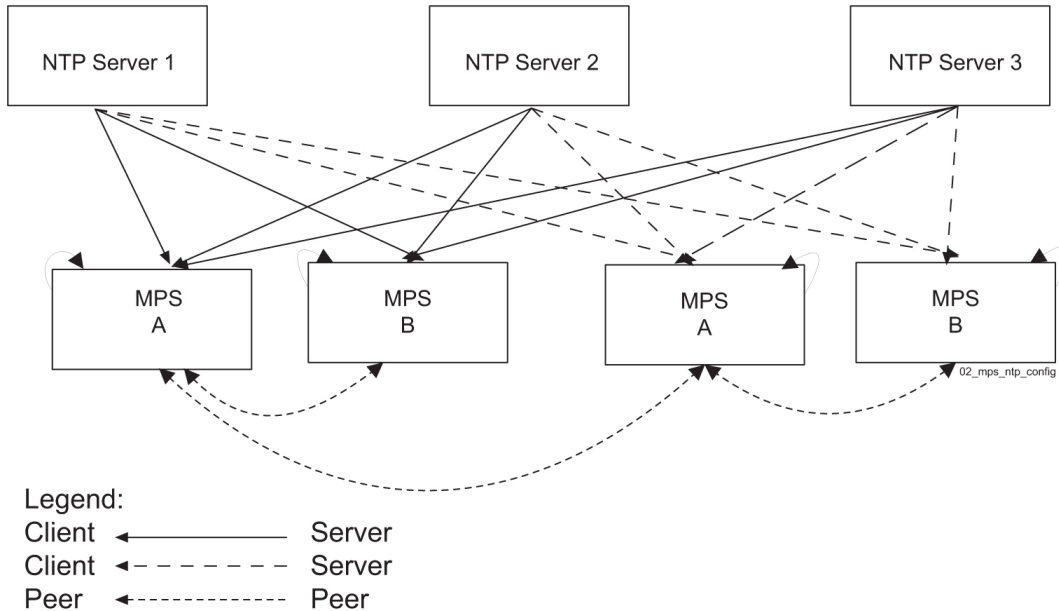 NTP Server 1
NTP Server 2
NTP Server 3
MPS
A
MPS
B
MPS
A
MPS
B
02_mps_ntp_config
Legend:
Client Server
Client Server
Peer Peer